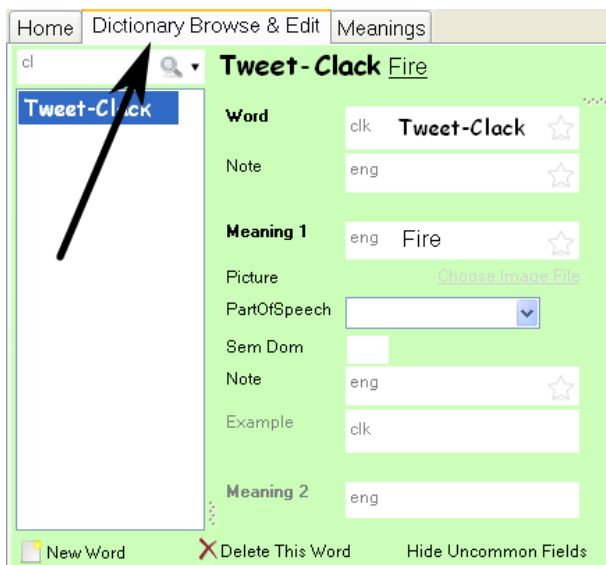 Home Dictionary Browse & Edit Meanings
cl
Tweet-Clack Fire
Tweet-Clack
Word clk Tweet-Clack
Note eng
Meaning 1 eng Fire
Picture Choose Image File
PartOfSpeech
Sem Dom
Note eng
Example clk
Meaning 2 eng
New Word Delete This Word Hide Uncommon Fields